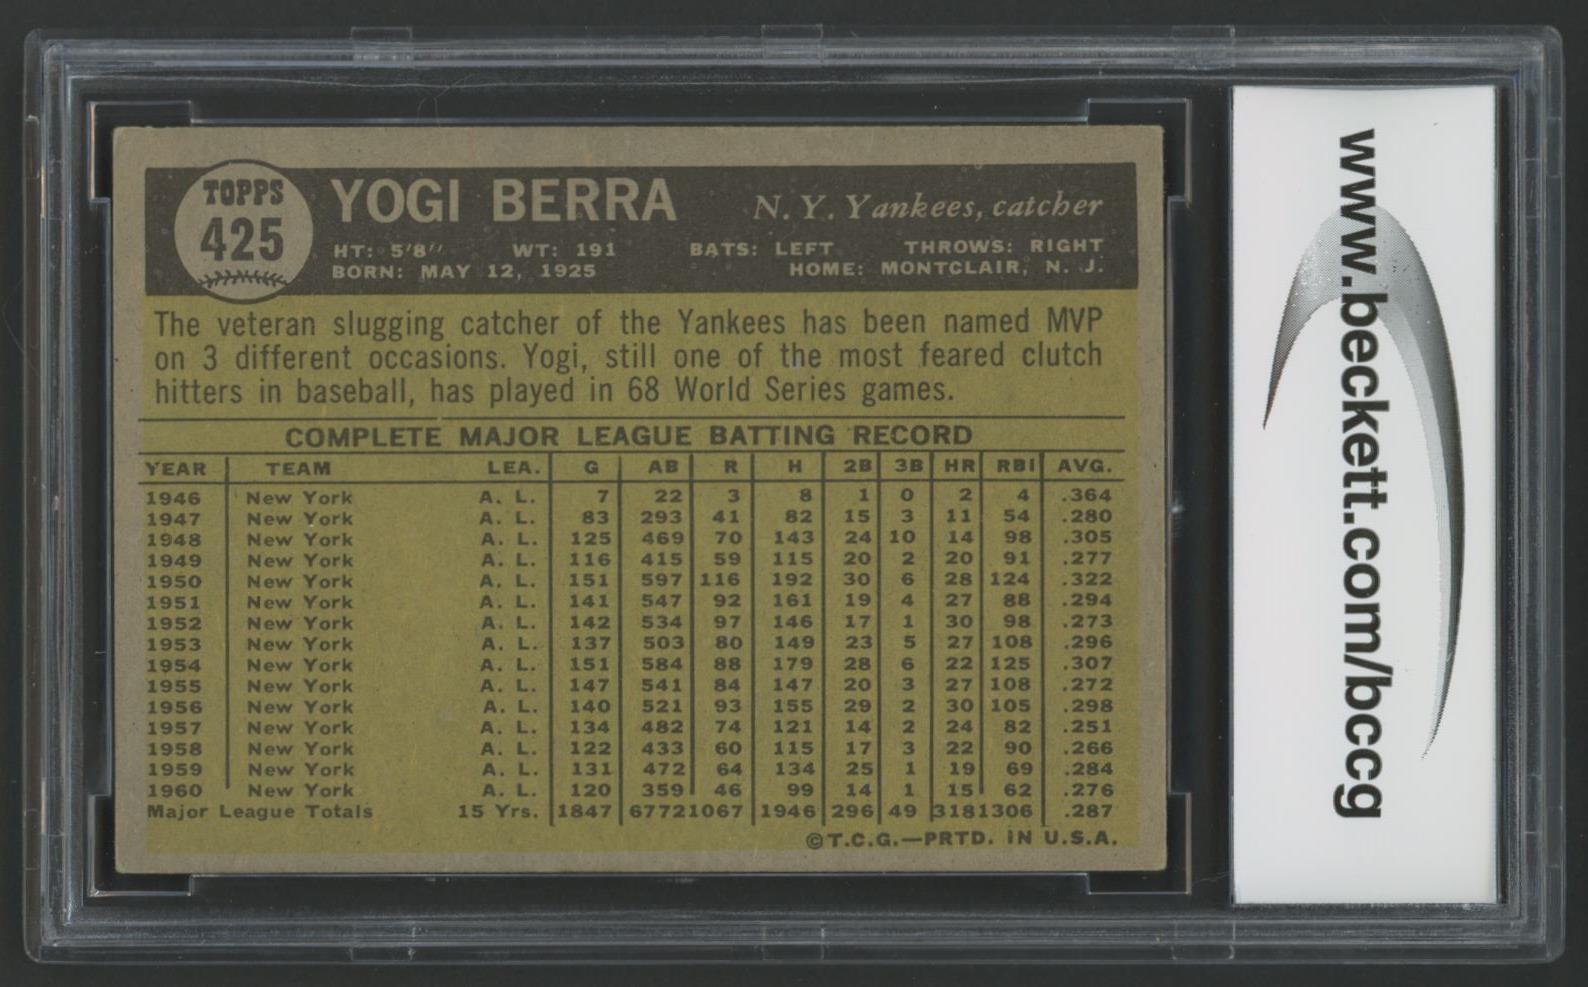 TOPPS
425
YOGI BERRA
N. Y. Yankees, catcher
HT: 5'8" WT: 191 BATS: LEFT THROWS: RIGHT
BORN: MAY 12, 1925 HOME: MONTCLAIR, N. J.
The veteran slugging catcher of the Yankees has been named MVP
on 3 different occasions. Yogi, still one of the most feared clutch
hitters in baseball, has played in 68 World Series games.
COMPLETE MAJOR LEAGUE BATTING RECORD
YEAR TEAM LEA. G AB R H 2B 3B HR RBI AVG.
1946 New York A. L. 7 22 3 8 1 0 2 4 .364
1947 New York A. L. 83 293 41 82 15 3 11 54 .280
1948 New York A. L. 125 469 70 143 24 10 14 98 .305
1949 New York A. L. 116 415 59 115 20 2 20 91 .277
1950 New York A. L. 151 597 116 192 30 6 28 124 .322
1951 New York A. L. 141 547 92 161 19 4 27 88 .294
1952 New York A. L. 142 534 97 146 17 1 30 98 .273
1953 New York A. L. 137 503 80 149 23 5 27 108 .296
1954 New York A. L. 151 584 88 179 28 6 22 125 .307
1955 New York A. L. 147 541 84 147 20 3 27 108 .272
1956 New York A. L. 140 521 93 155 29 2 30 105 .298
1957 New York A. L. 134 482 74 121 14 2 24 82 .251
1958 New York A. L. 122 433 60 115 17 3 22 90 .266
1959 New York A. L. 131 472 64 134 25 1 19 69 .284
1960 New York A. L. 120 359 46 99 14 1 15 62 .276
Major League Totals 15 Yrs. 1847 6772 1067 1946 296 49 318 1306 .287
©T.C.G.—PRTD. IN U.S.A.
www.beckett.com/bccg